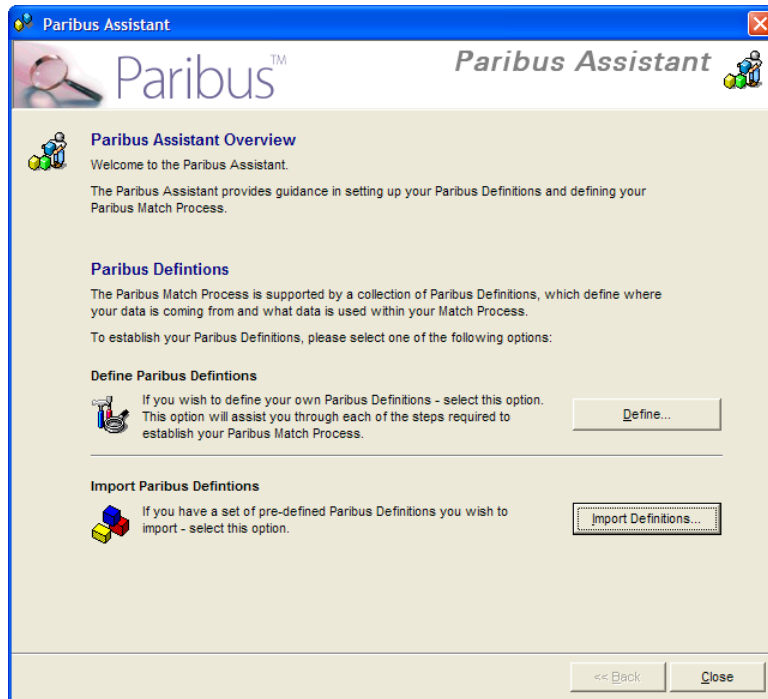 Paribus Assistant
Paribus™
Paribus Assistant
Paribus Assistant Overview
Welcome to the Paribus Assistant.
The Paribus Assistant provides guidance in setting up your Paribus Definitions and defining your
Paribus Match Process.
Paribus Defintions
The Paribus Match Process is supported by a collection of Paribus Definitions, which define where
your data is coming from and what data is used within your Match Process.
To establish your Paribus Definitions, please select one of the following options:
Define Paribus Defintions
If you wish to define your own Paribus Definitions - select this option.
This option will assist you through each of the steps required to
establish your Paribus Match Process.
Define...
Import Paribus Defintions
If you have a set of pre-defined Paribus Definitions you wish to
import - select this option.
Import Definitions...
<< Back
Close